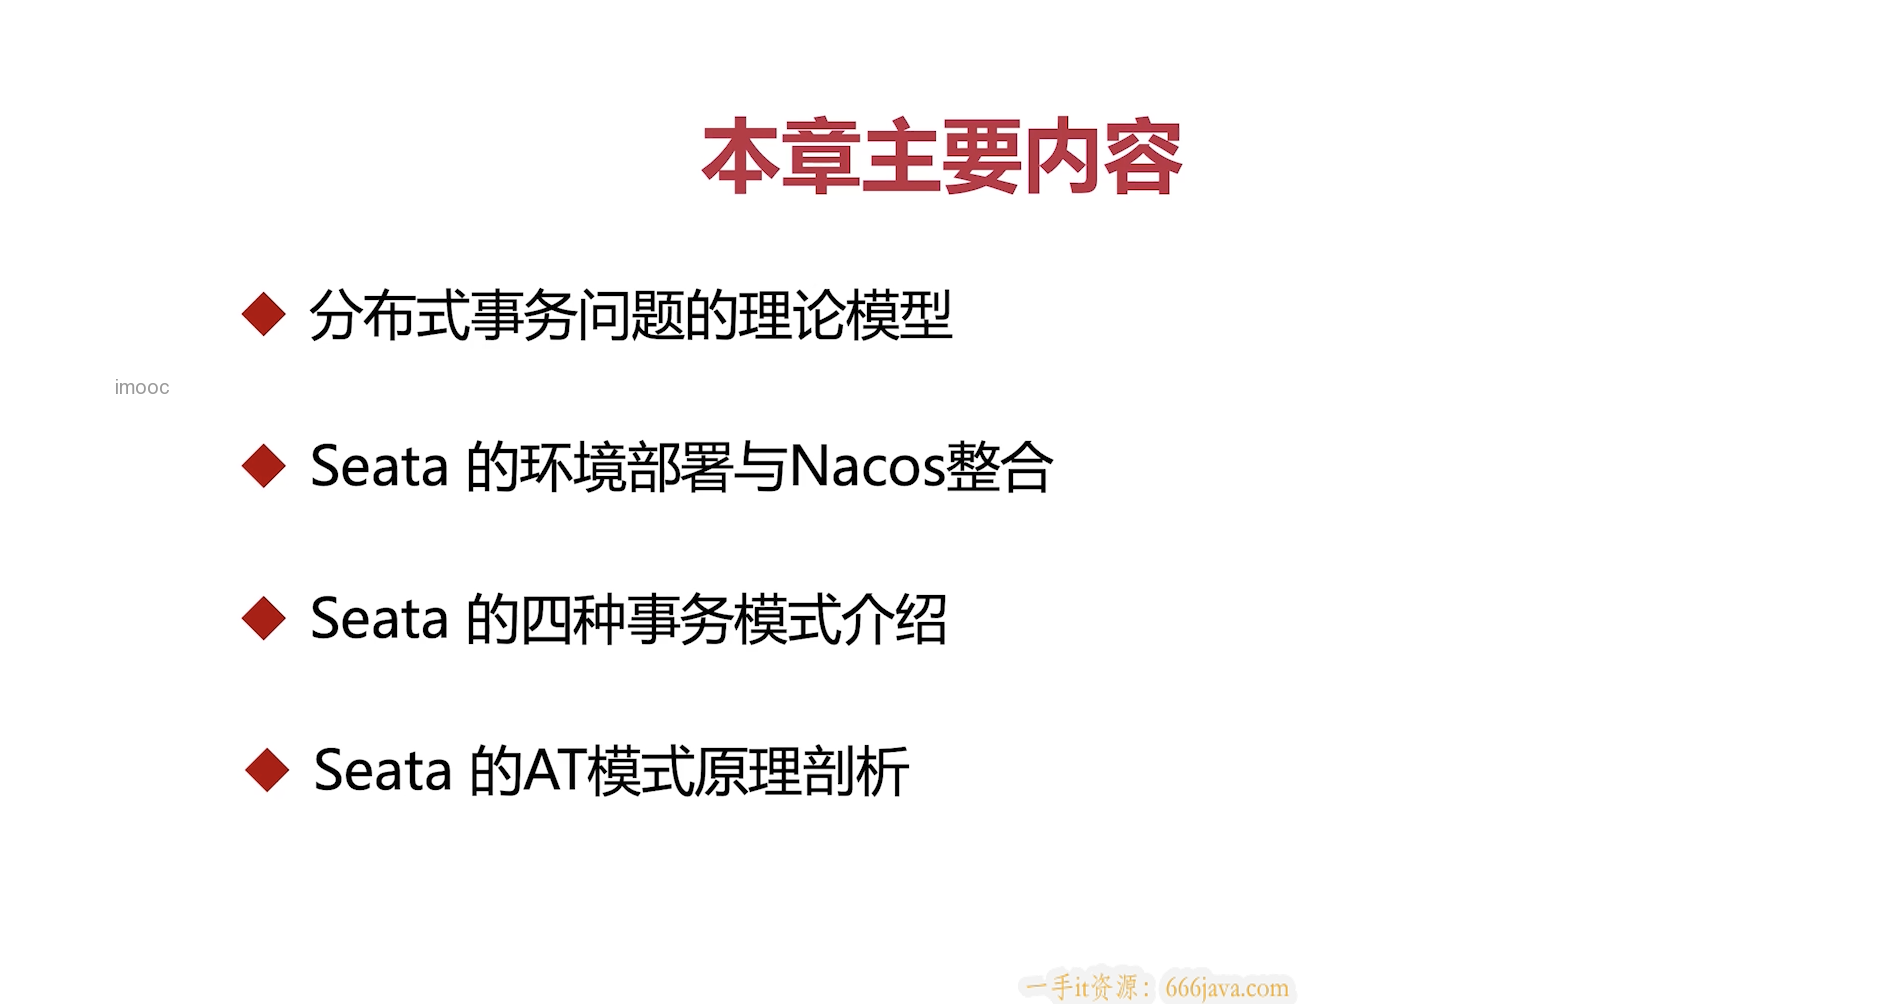 本章主要内容
分布式事务问题的理论模型
imooc
Seata 的环境部署与Nacos整合
Seata 的四种事务模式介绍
Seata 的AT模式原理剖析
一手it资源：666java.com